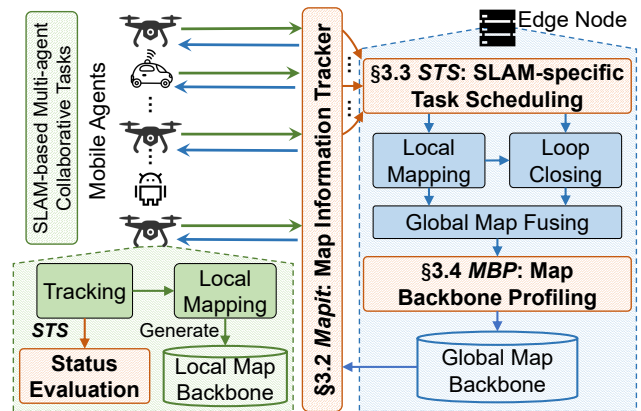 SLAM-based Multi-agent
Collaborative Tasks
Mobile Agents
...
...
Tracking
Local
Mapping
STS
Generate
Status
Evaluation
Local Map
Backbone
§3.2 Mapit: Map Information Tracker
...
...
Edge Node
§3.3 STS: SLAM-specific
Task Scheduling
Local
Mapping
Loop
Closing
Global Map Fusing
§3.4 MBP: Map
Backbone Profiling
Global Map
Backbone